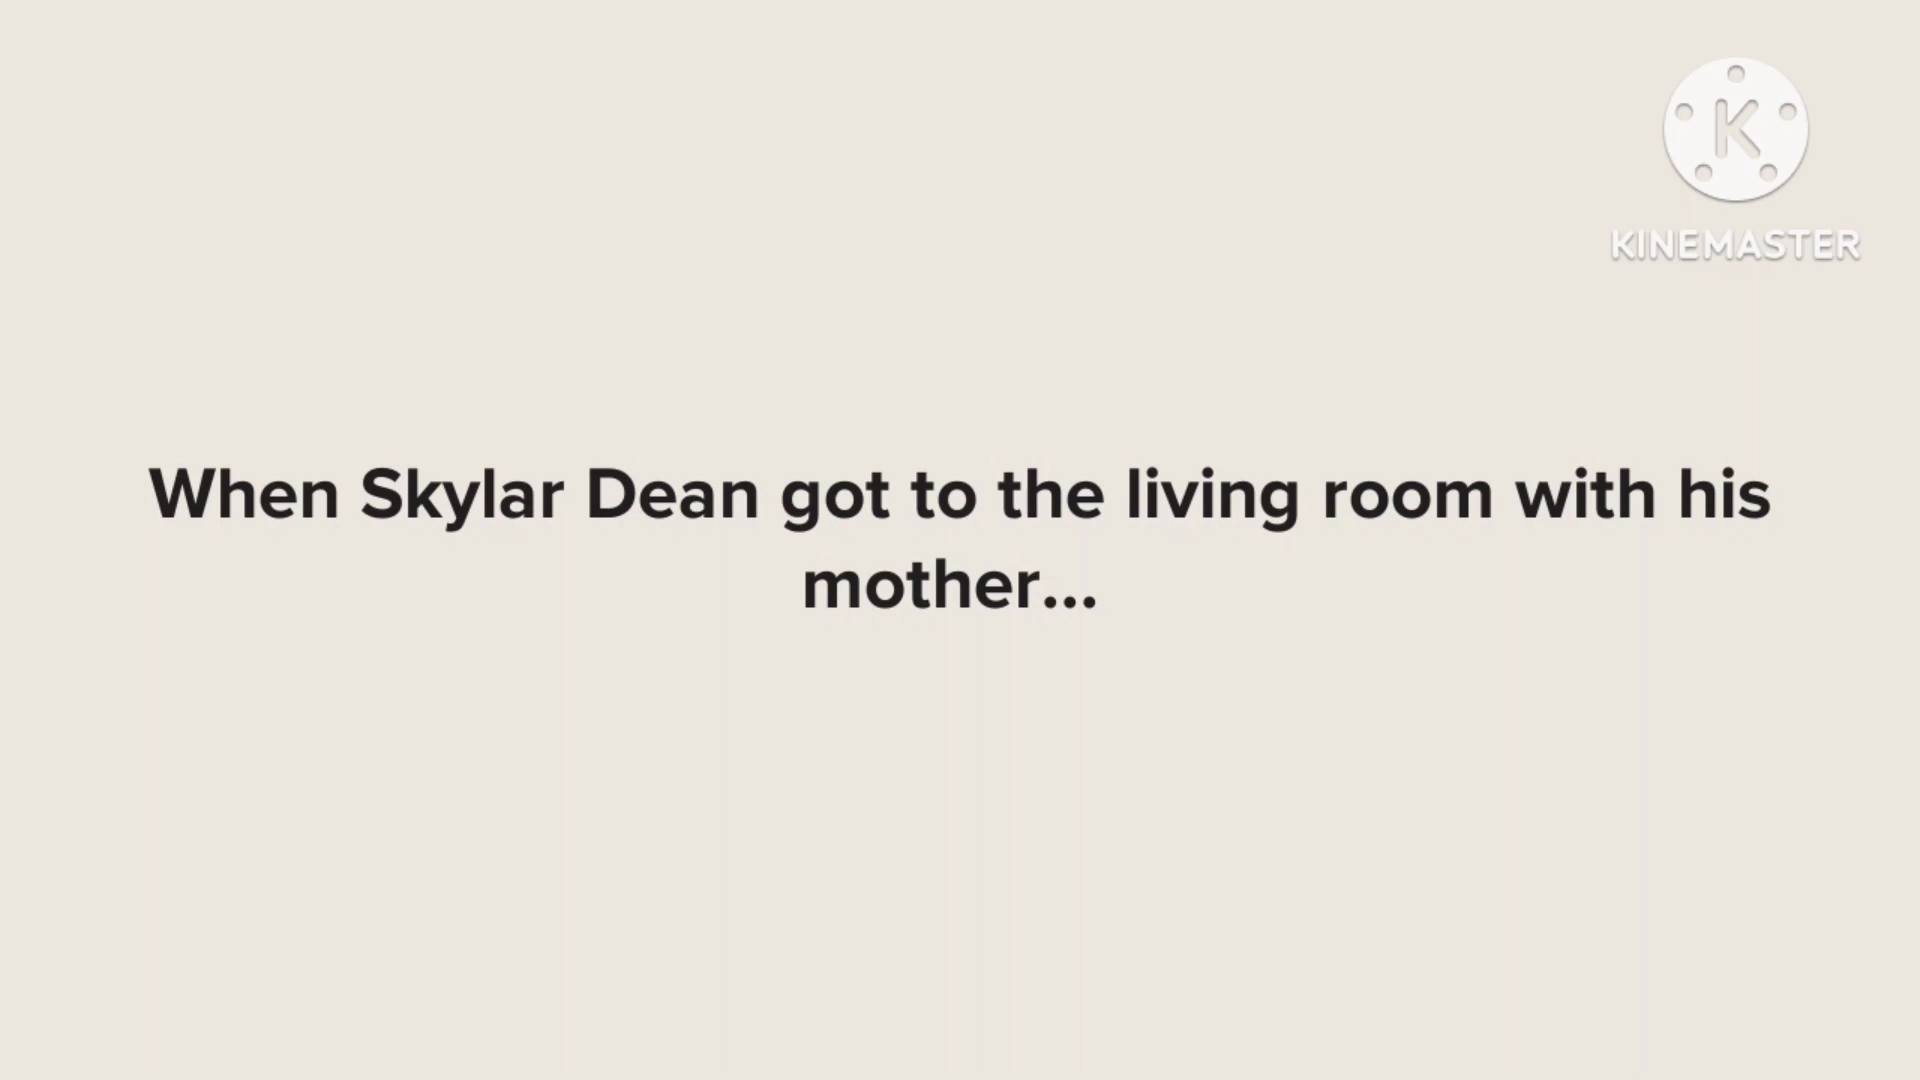 K
KINEMASTER
When Skylar Dean got to the living room with his
mother...